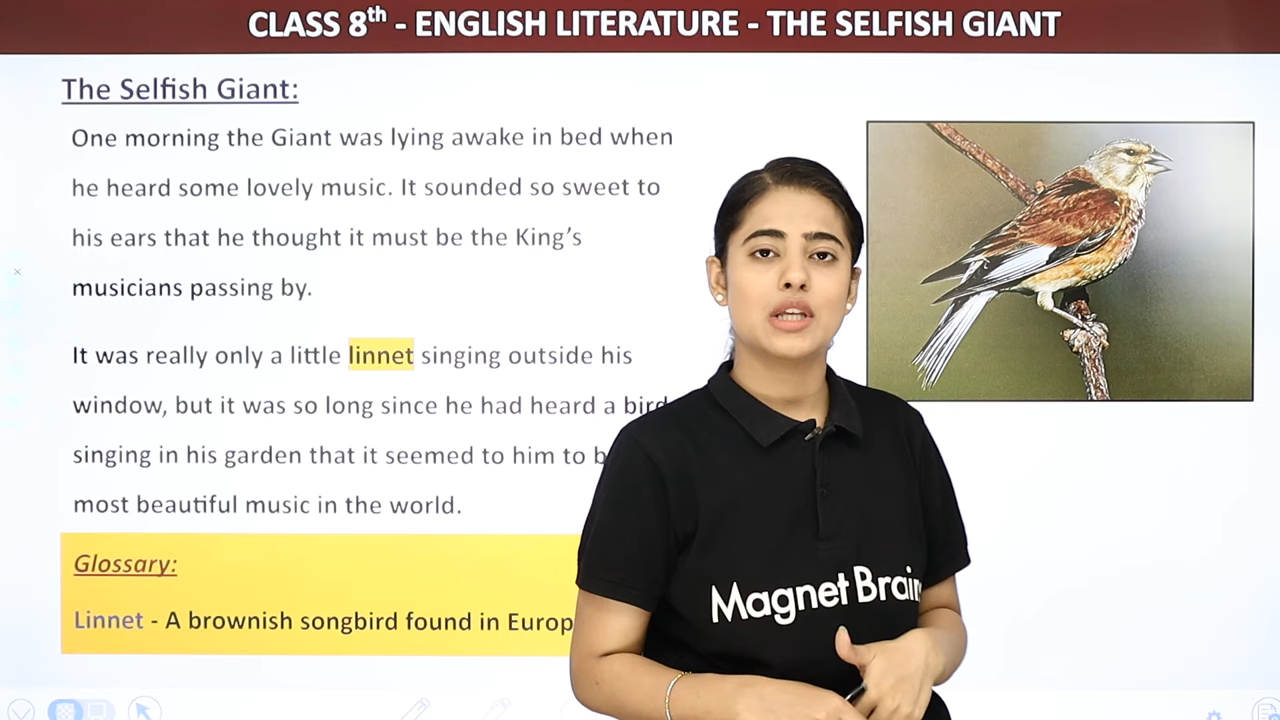 CLASS 8th - ENGLISH LITERATURE - THE SELFISH GIANT
The Selfish Giant:
One morning the Giant was lying awake in bed when
he heard some lovely music. It sounded so sweet to
his ears that he thought it must be the King's
musicians passing by.
It was really only a little linnet singing outside his
window, but it was so long since he had heard a bird
singing in his garden that it seemed to him to
most beautiful music in the world.
Glossary:
Linnet - A brownish songbird found in
Magnet